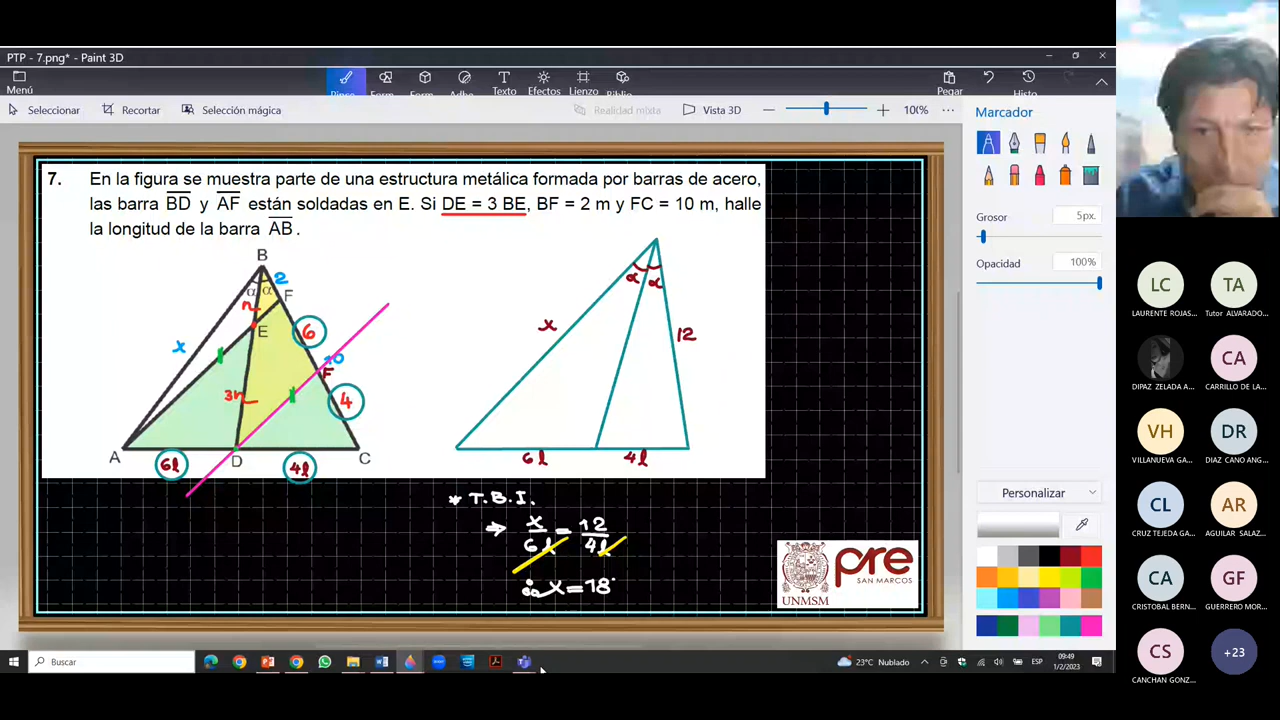 PTP - 7.png* - Paint 3D
Menú
Texto
Efectos
Lienzo
Pegar
Seleccionar
Recortar
Selección mágica
Realidad mixta
Vista 3D
100%
Marcador
Grosor
5px.
Opacidad
100%
Personalizar
7. En la figura se muestra parte de una estructura metálica formada por barras de acero,
las barra BD y AF están soldadas en E. Si DE = 3 BE, BF = 2 m y FC = 10 m, halle
la longitud de la barra AB.
B
2
α α
F
n
E
6
x
10
F
3n
4
A
D
C
6l
4l
α α
x
12
6l
4l
* T.B.I.
x/6l = 12/4l
∴ x = 18
UNMSM
pre
SAN MARCOS
Buscar
23°C Nublado
ESP
09:49
1/2/2023
LC
LAURENTE ROJAS...
TA
Tutor ALVARADO...
DIPAZ ZELADA A...
CA
CARRILLO DE LA...
VH
VILLANUEVA GA...
DR
DIAZ CANO ANG...
CL
CRUZ TEJEDA GA...
AR
AGUILAR SALAZ...
CA
CRISTOBAL BERN...
GF
GUERRERO MOR...
CS
CANCHAN GONZ...
+23